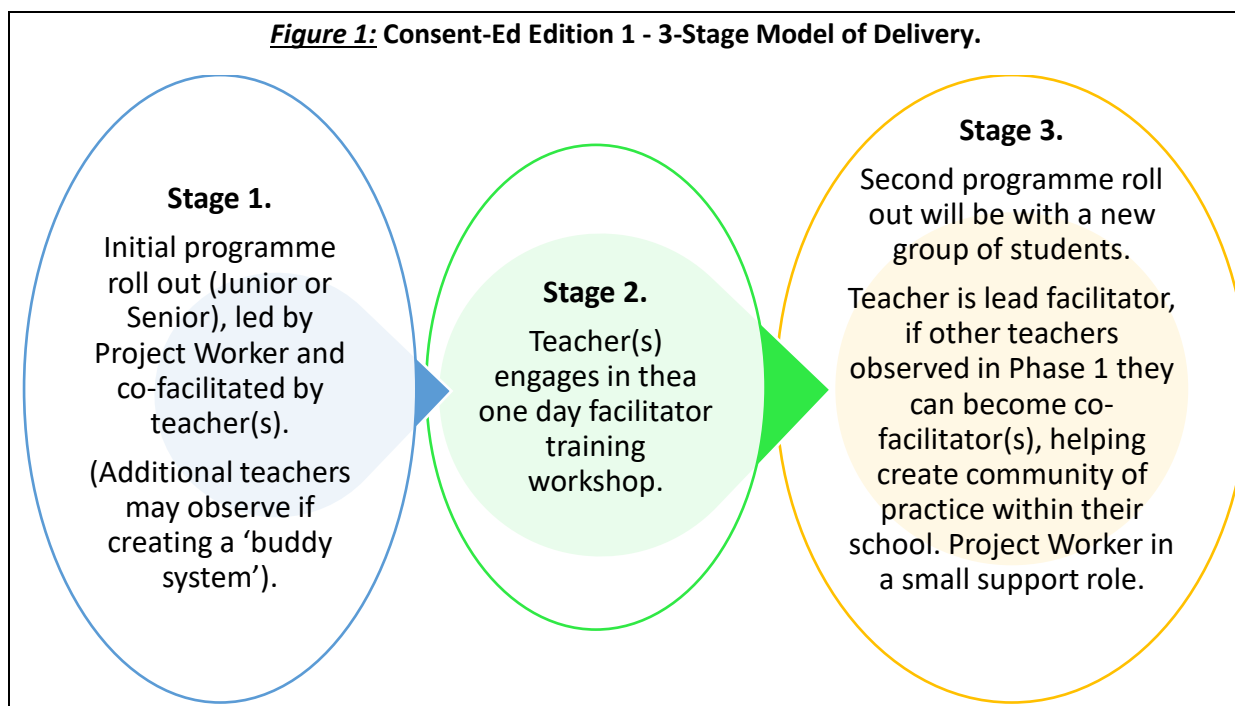 Figure 1: Consent-Ed Edition 1 - 3-Stage Model of Delivery.
Stage 1.
Initial programme
roll out (Junior or
Senior), led by
Project Worker and
co-facilitated by
teacher(s).
(Additional teachers
may observe if
creating a ‘buddy
system’).
Stage 2.
Teacher(s)
engages in thea
one day facilitator
training
workshop.
Stage 3.
Second programme roll
out will be with a new
group of students.
Teacher is lead facilitator,
if other teachers
observed in Phase 1 they
can become co-
facilitator(s), helping
create community of
practice within their
school. Project Worker in
a small support role.